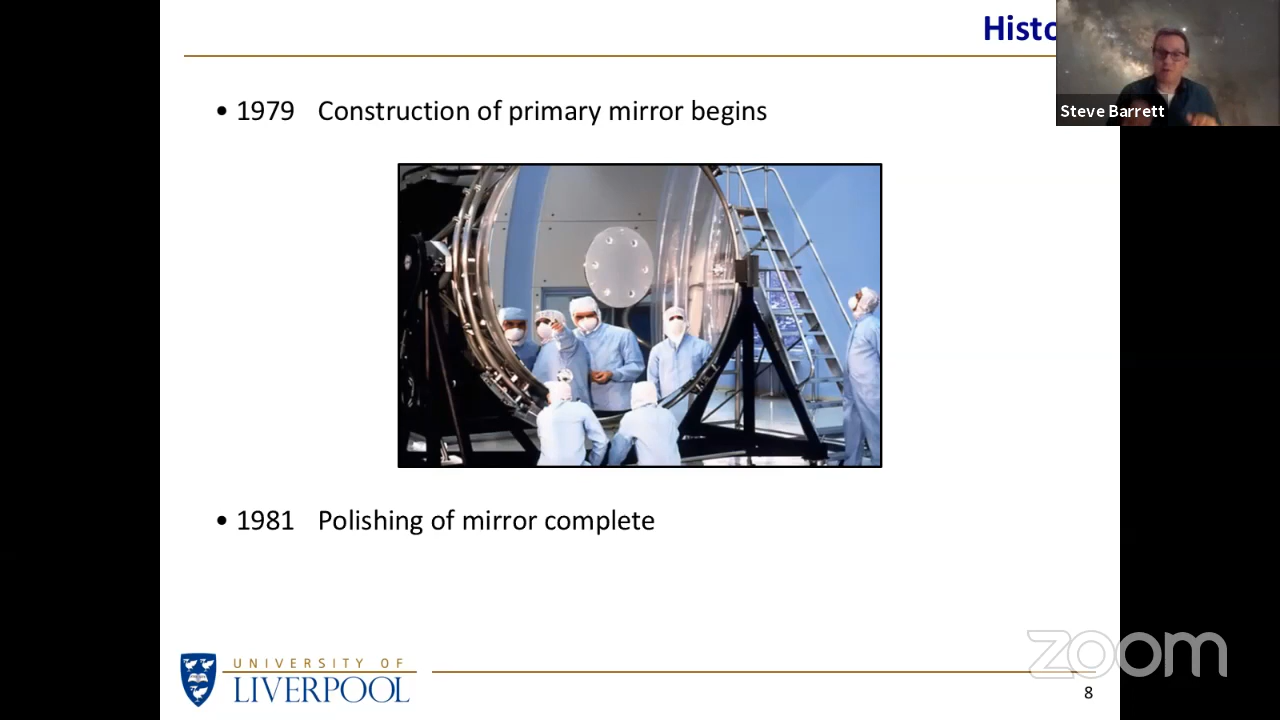 Histo
Steve Barrett
• 1979 Construction of primary mirror begins
• 1981 Polishing of mirror complete
UNIVERSITY OF
LIVERPOOL
zoom
8